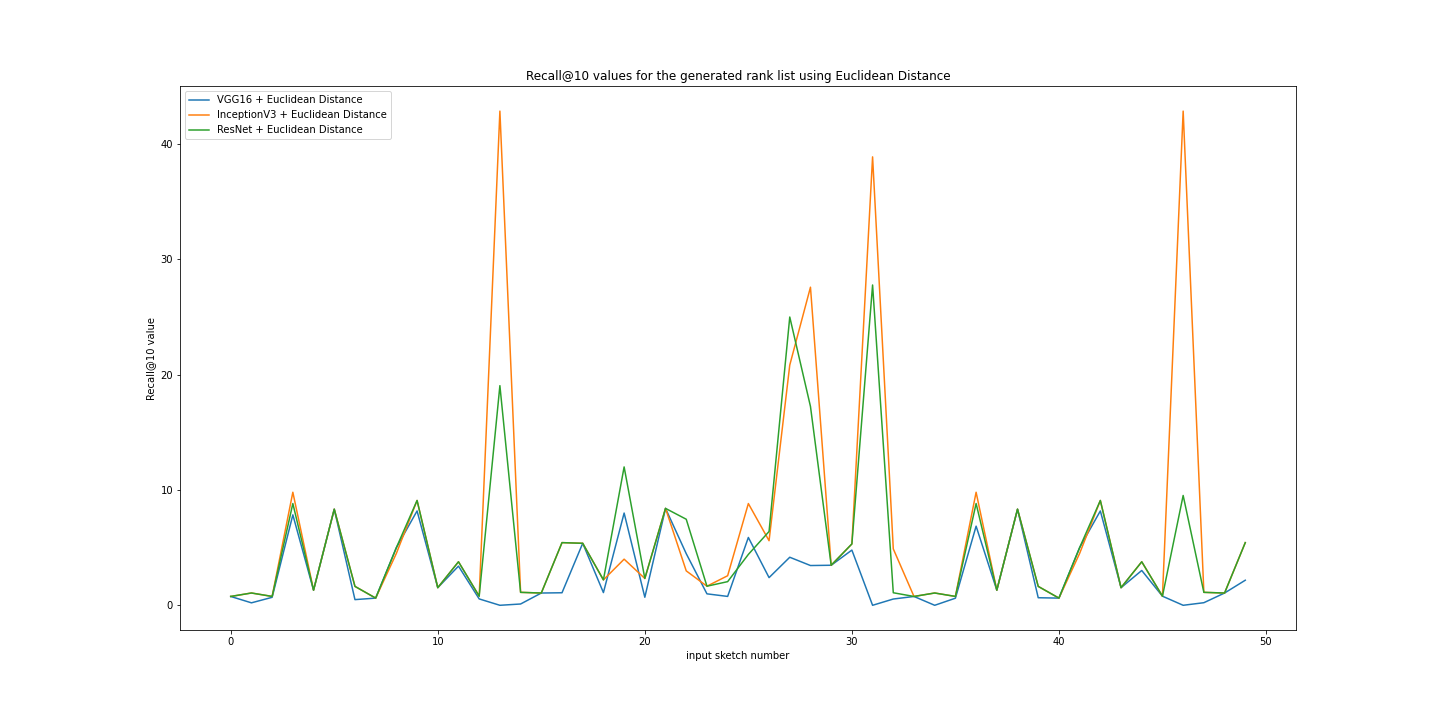 Recall@10 values for the generated rank list using Euclidean Distance
VGG16 + Euclidean Distance
InceptionV3 + Euclidean Distance
ResNet + Euclidean Distance
40
30
20
10
0
Recall@10 value
0 10 20 30 40 50
input sketch number